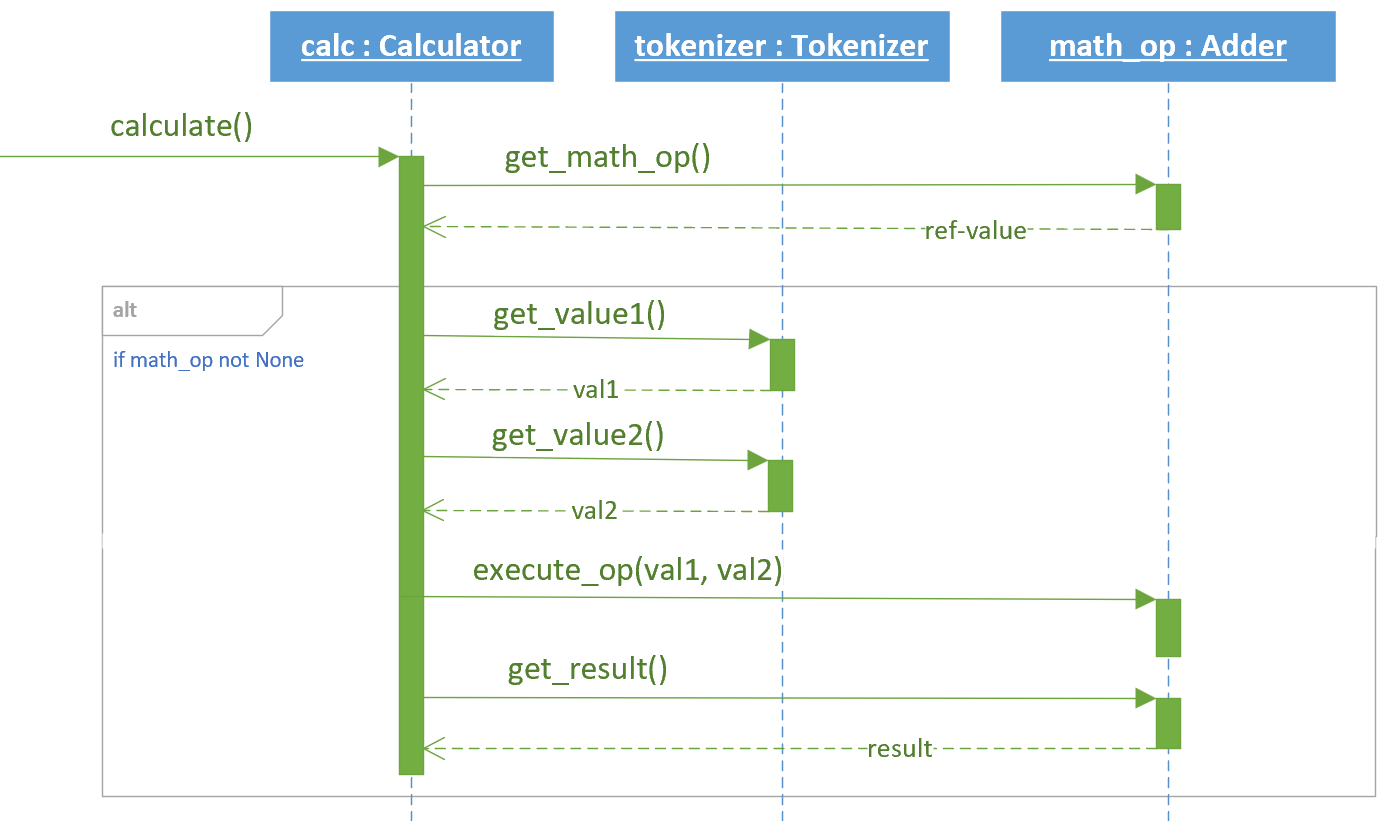 calc : Calculator
tokenizer : Tokenizer
math_op : Adder
calculate()
get_math_op()
ref-value
alt
get_value1()
if math_op not None
val1
get_value2()
val2
execute_op(val1, val2)
get_result()
result